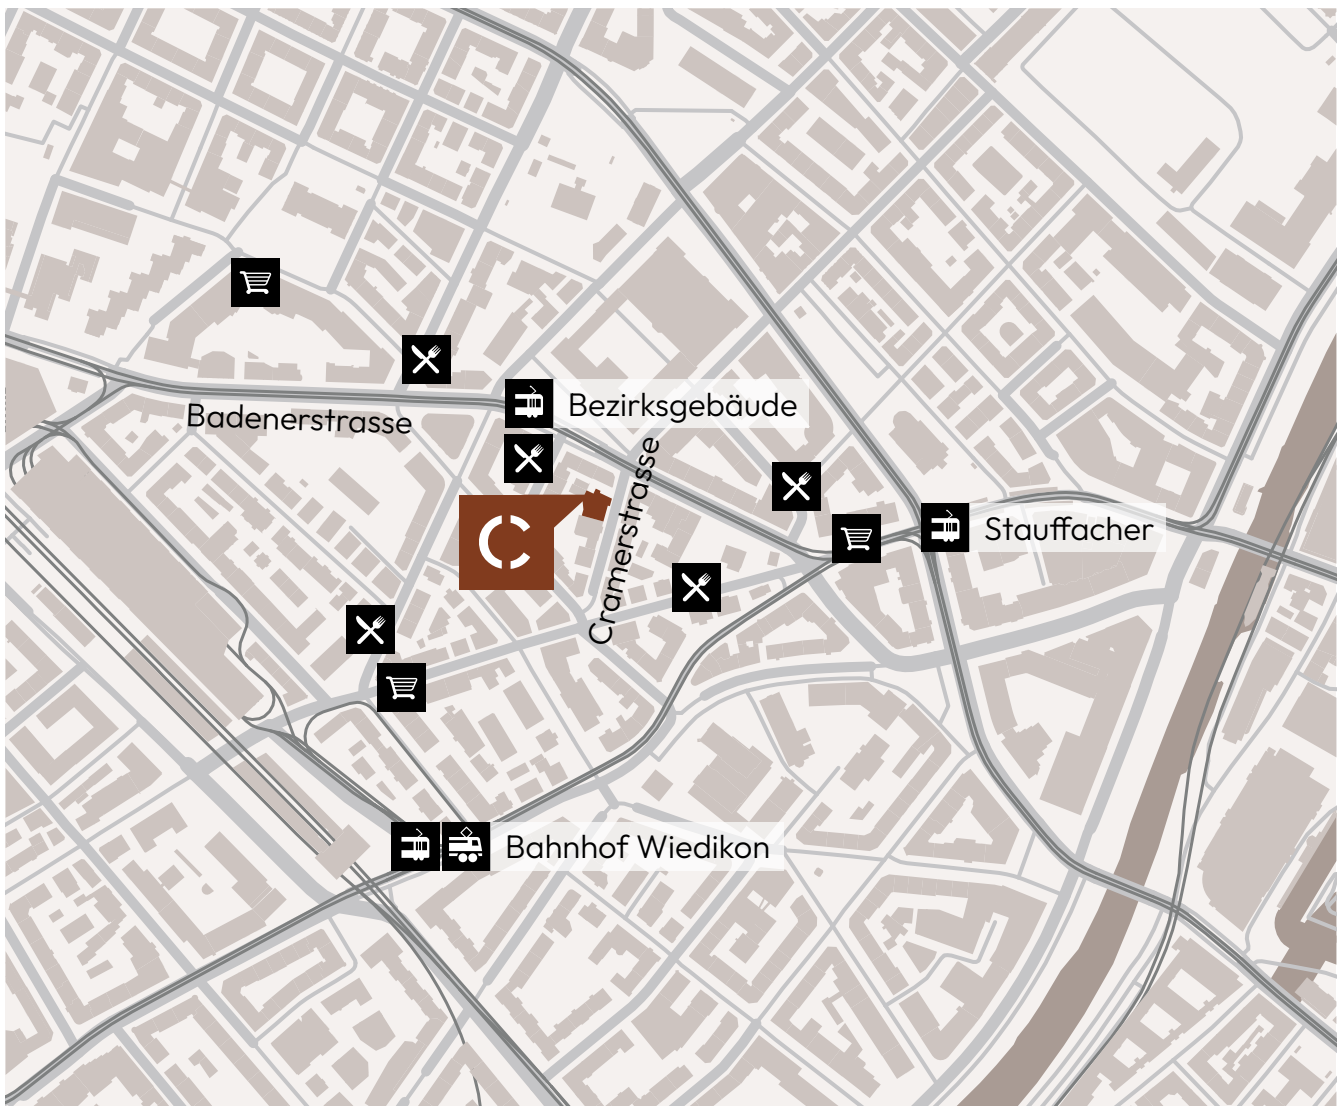 Bezirksgebäude
Badenerstrasse
Cramerstrasse
Stauffacher
C
Bahnhof Wiedikon